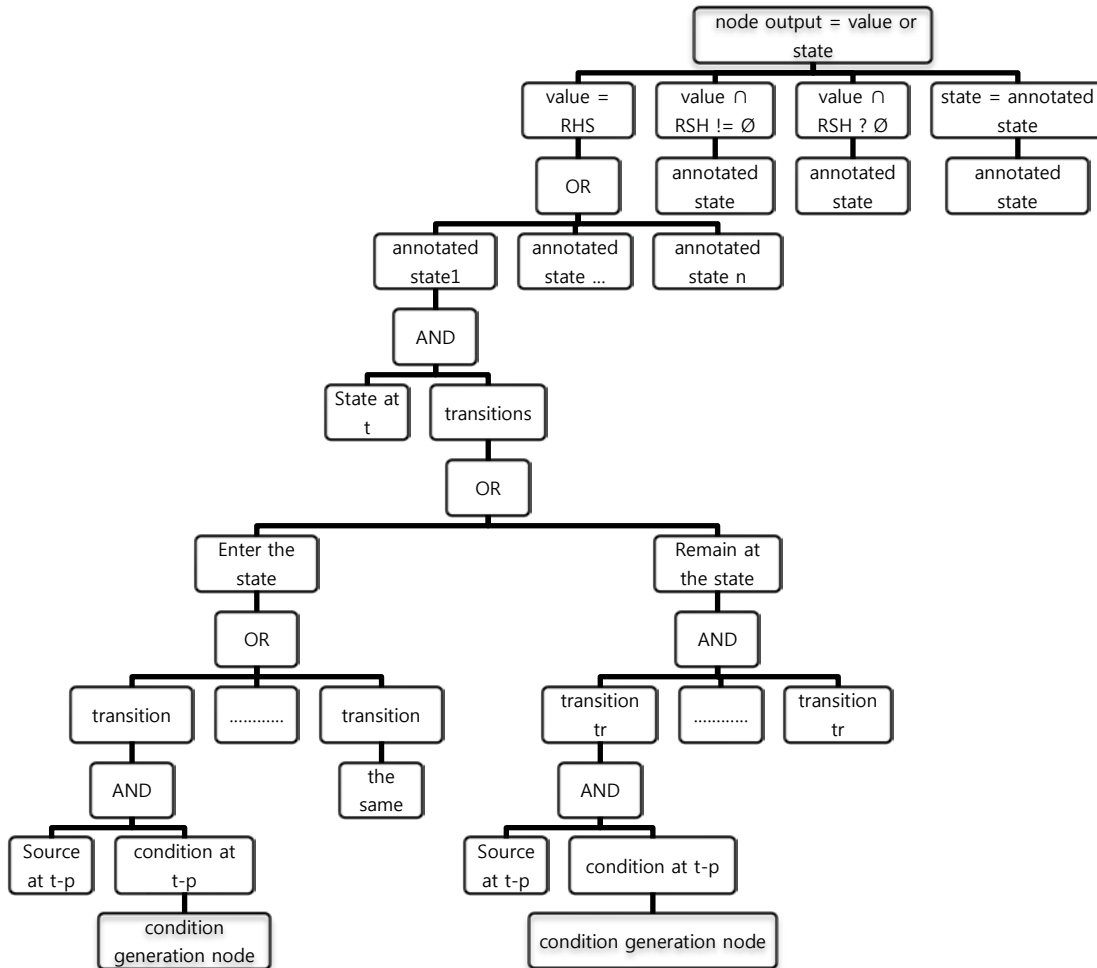 node output = value or
state
value =
RHS
value ∩
RSH != Ø
value ∩
RSH ? Ø
state = annotated
state
OR
annotated
state
annotated
state
annotated
state
annotated
state1
annotated
state ...
annotated
state n
AND
State at
t
transitions
OR
Enter the
state
Remain at
the state
OR
AND
transition
............
transition
transition
tr
............
transition
tr
AND
the
same
AND
Source
at t-p
condition at
t-p
Source
at t-p
condition at t-p
condition
generation node
condition generation node